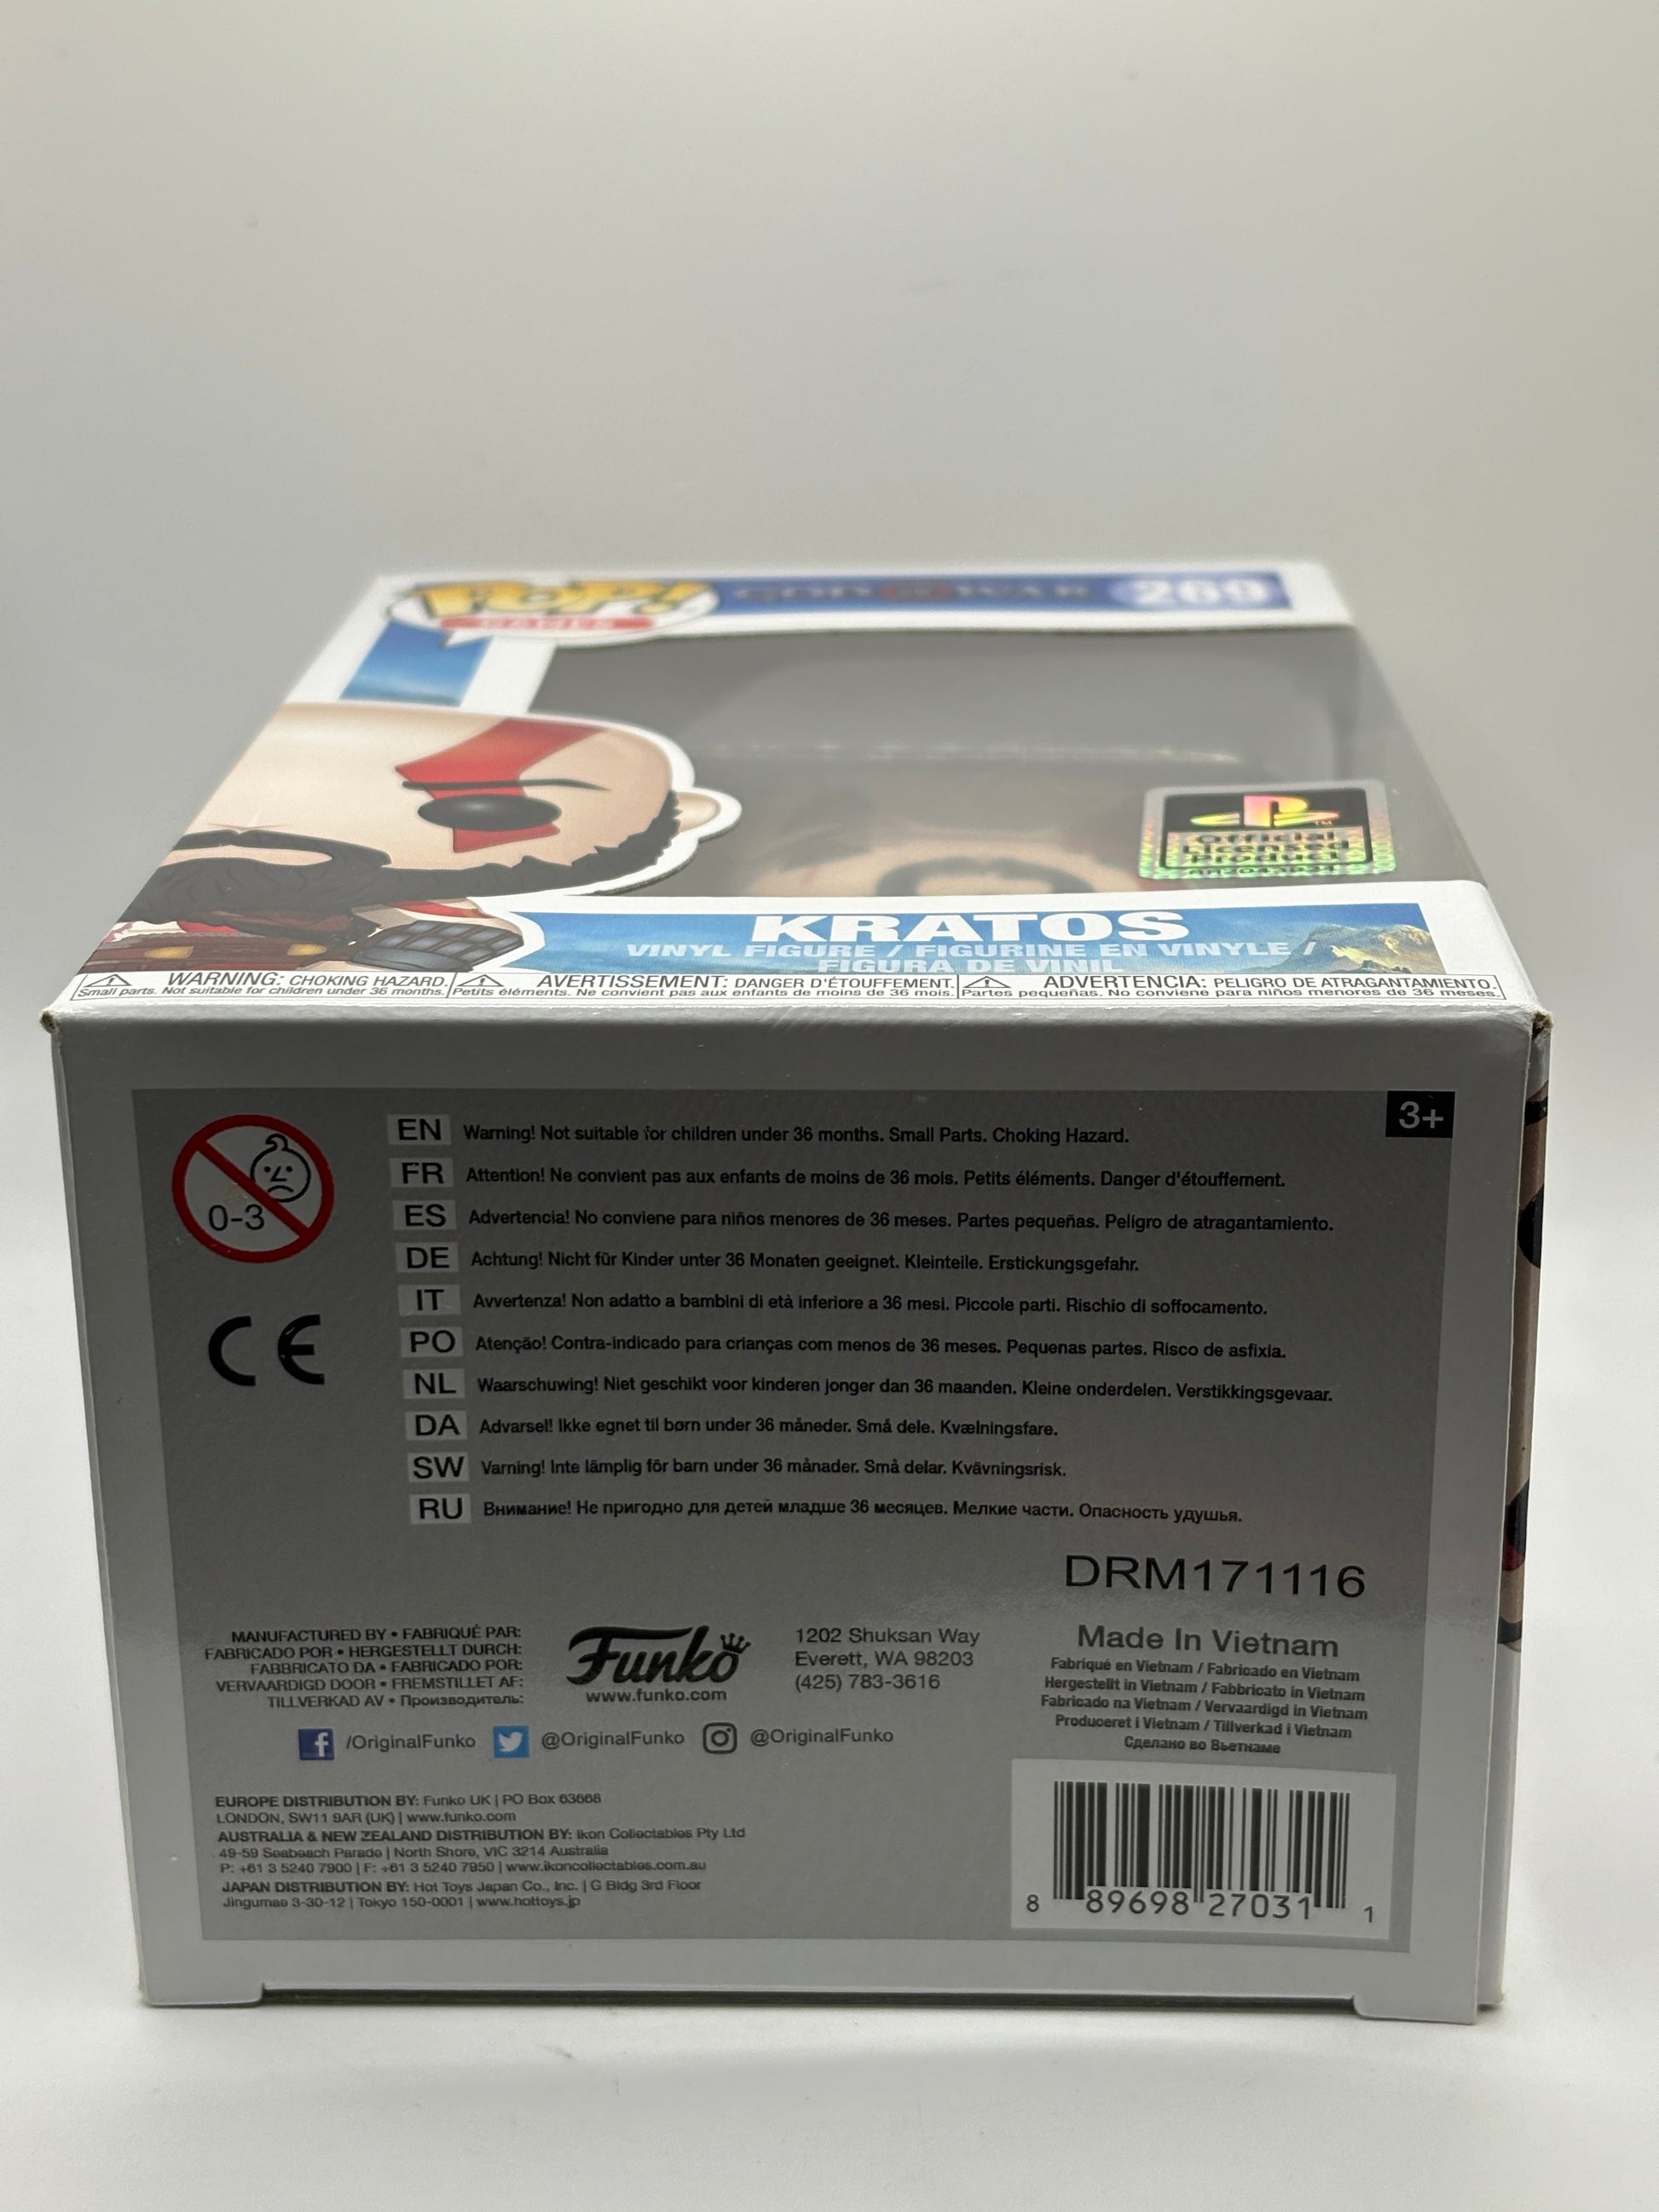 POP!
GAMES
GOD OF WAR
269
Official
Licensed
Product
KRATOS
VINYL FIGURE / FIGURINE EN VINYLE /
FIGURA DE VINIL
WARNING: CHOKING HAZARD.
Small parts. Not suitable for children under 36 months.
AVERTISSEMENT: DANGER D'ÉTOUFFEMENT.
Petits éléments. Ne convient pas aux enfants de moins de 36 mois.
ADVERTENCIA: PELIGRO DE ATRAGANTAMIENTO.
Partes pequeñas. No conviene para niños menores de 36 meses.
3+
0-3
CE
EN Warning! Not suitable for children under 36 months. Small Parts. Choking Hazard.
FR Attention! Ne convient pas aux enfants de moins de 36 mois. Petits éléments. Danger d'étouffement.
ES Advertencia! No conviene para niños menores de 36 meses. Partes pequeñas. Peligro de atragantamiento.
DE Achtung! Nicht für Kinder unter 36 Monaten geeignet. Kleinteile. Erstickungsgefahr.
IT Avvertenza! Non adatto a bambini di età inferiore a 36 mesi. Piccole parti. Rischio di soffocamento.
PO Atenção! Contra-indicado para crianças com menos de 36 meses. Pequenas partes. Risco de asfixia.
NL Waarschuwing! Niet geschikt voor kinderen jonger dan 36 maanden. Kleine onderdelen. Verstikkingsgevaar.
DA Advarsel! Ikke egnet til børn under 36 måneder. Små dele. Kvælningsfare.
SW Varning! Inte lämplig för barn under 36 månader. Små delar. Kvävningsrisk.
RU Внимание! Не пригодно для детей младше 36 месяцев. Мелкие части. Опасность удушья.
DRM171116
MANUFACTURED BY • FABRIQUÉ PAR:
FABRICADO POR • HERGESTELLT DURCH:
FABBRICATO DA • FABRICADO POR:
VERVAARDIGD DOOR • FREMSTILLET AF:
TILLVERKAD AV • Производитель:
Funko
www.funko.com
1202 Shuksan Way
Everett, WA 98203
(425) 783-3616
Made In Vietnam
Fabriqué en Vietnam / Fabricado en Vietnam
Hergestellt in Vietnam / Fabbricato in Vietnam
Fabricado na Vietnam / Vervaardigd in Vietnam
Produceret i Vietnam / Tillverkad i Vietnam
Сделано во Вьетнаме
/OriginalFunko @OriginalFunko @OriginalFunko
EUROPE DISTRIBUTION BY: Funko UK | PO Box 63668
LONDON, SW11 9AR (UK) | www.funko.com
AUSTRALIA & NEW ZEALAND DISTRIBUTION BY: Ikon Collectables Pty Ltd
49-59 Seabeach Parade | North Shore, VIC 3214 Australia
P: +61 3 5240 7900 | F: +61 3 5240 7950 | www.ikoncollectables.com.au
JAPAN DISTRIBUTION BY: Hot Toys Japan Co., Inc. | G Bldg 3rd Floor
Jingumae 3-30-12 | Tokyo 150-0001 | www.hottoys.jp
8 89698 27031 1